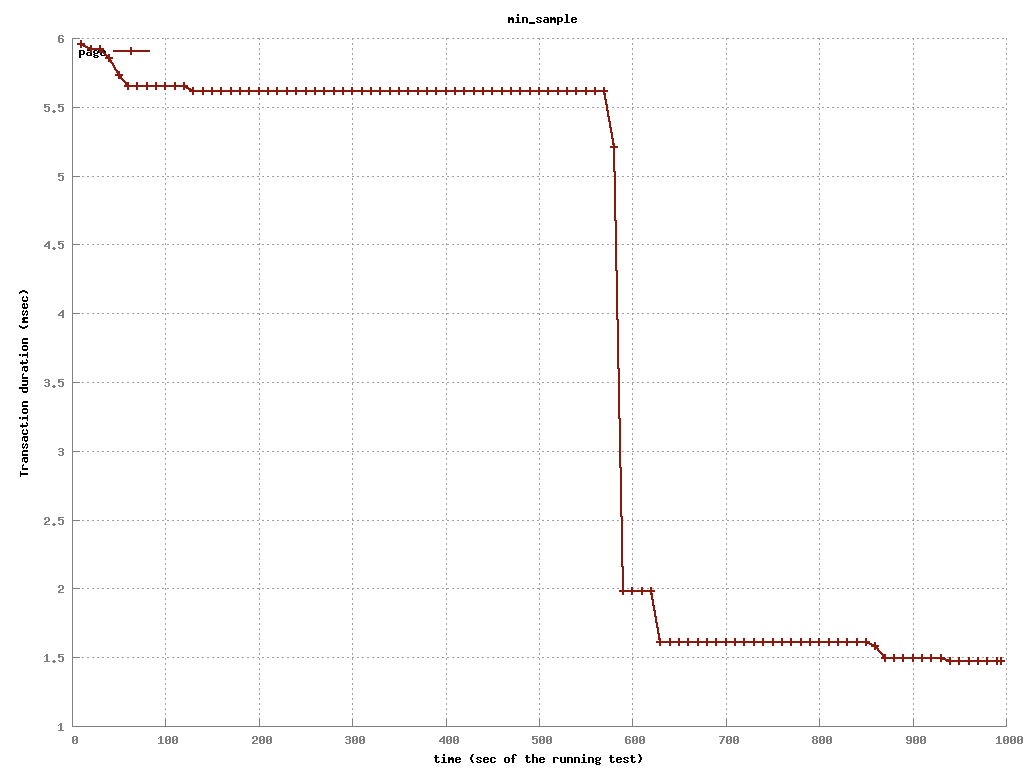 min_sample
page
6
5.5
5
4.5
4
3.5
3
2.5
2
1.5
1
Transaction duration (msec)
0 100 200 300 400 500 600 700 800 900 1000
time (sec of the running test)